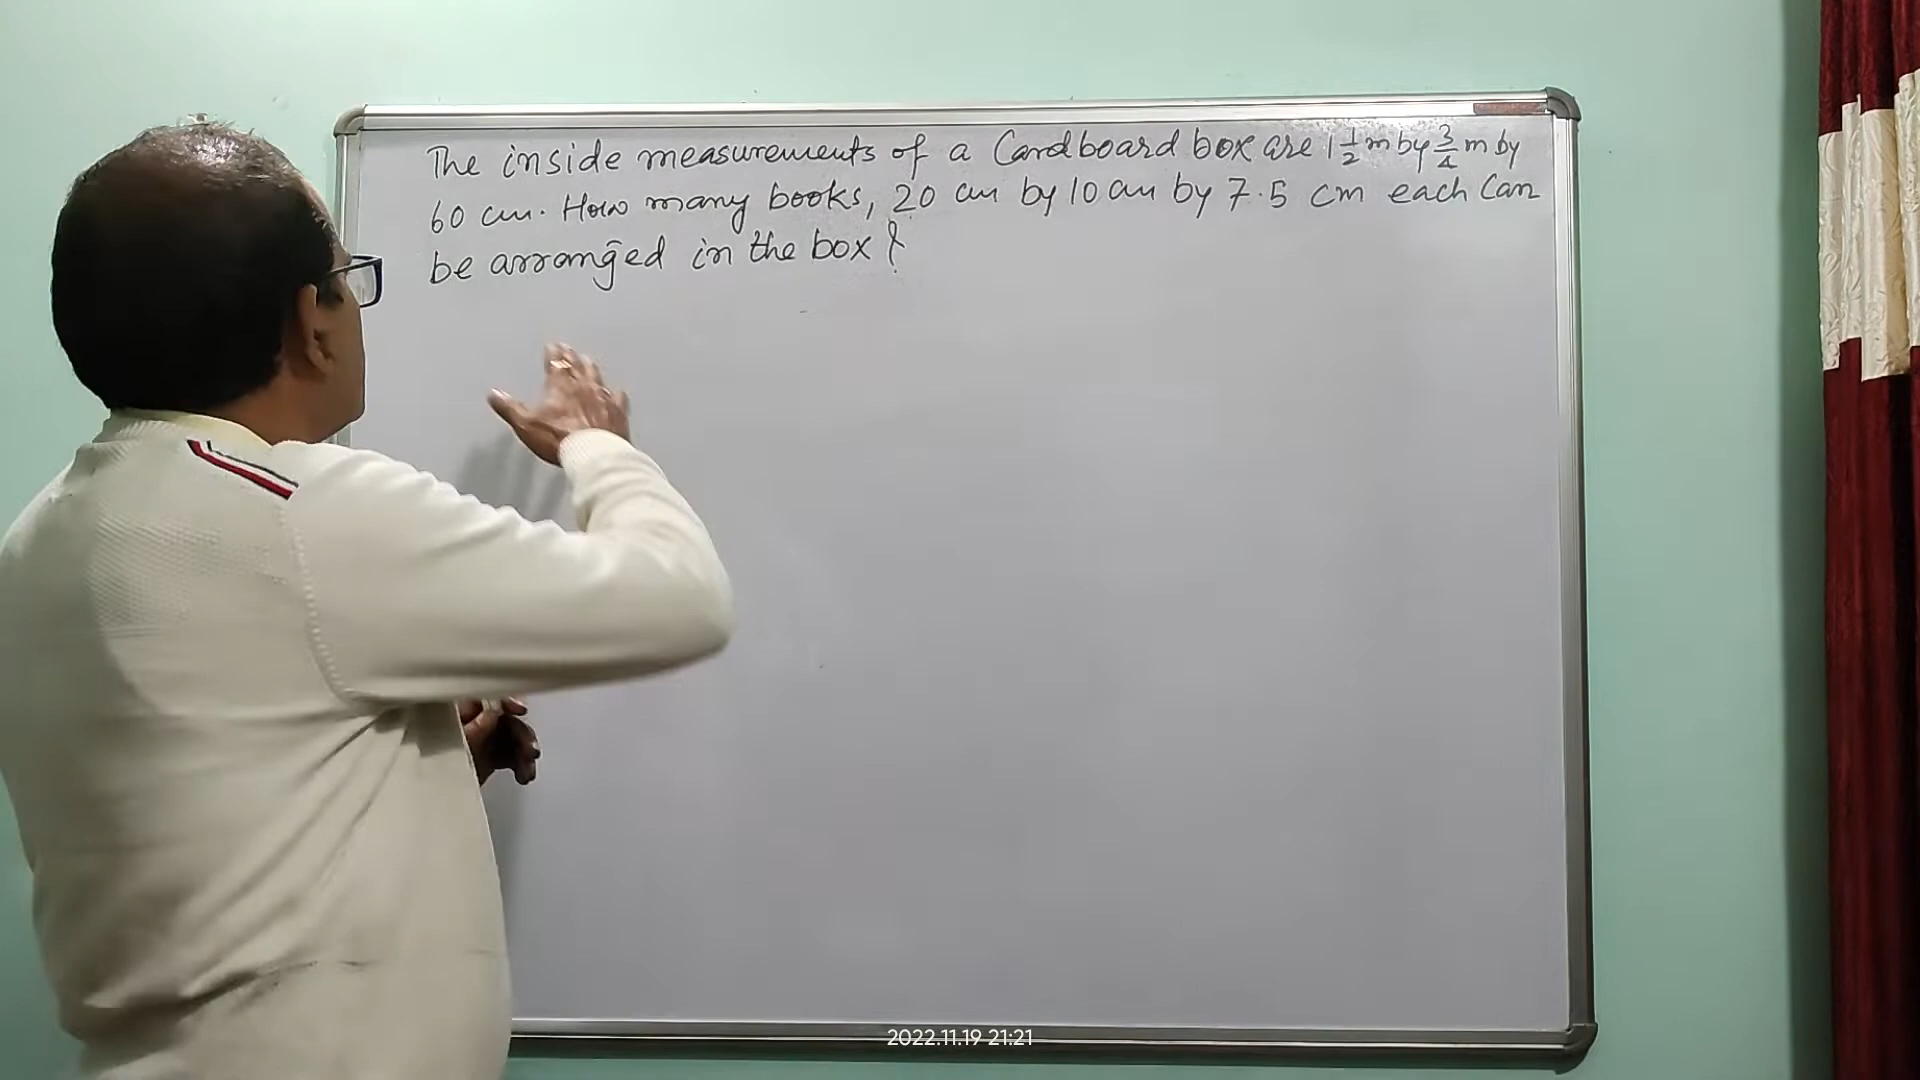 The inside measurements of a Cardboard box are 1 1/2 m by 3/4 m by
60 cm. How many books, 20 cm by 10 cm by 7.5 cm each Can
be arranged in the box?
2022.11.19 21:21